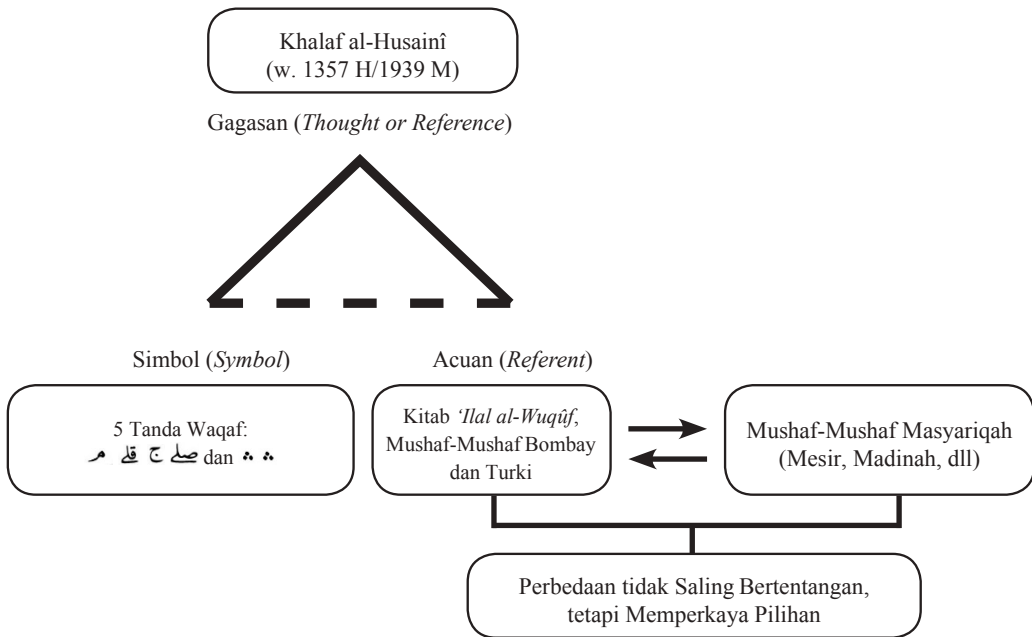 Khalaf al-Husainî
(w. 1357 H/1939 M)
Gagasan (Thought or Reference)
Simbol (Symbol)
Acuan (Referent)
5 Tanda Waqaf:
صلے ج قلے م dan ∴ ∴
Kitab ‘Ilal al-Wuqûf,
Mushaf-Mushaf Bombay
dan Turki
Mushaf-Mushaf Masyariqah
(Mesir, Madinah, dll)
Perbedaan tidak Saling Bertentangan,
tetapi Memperkaya Pilihan